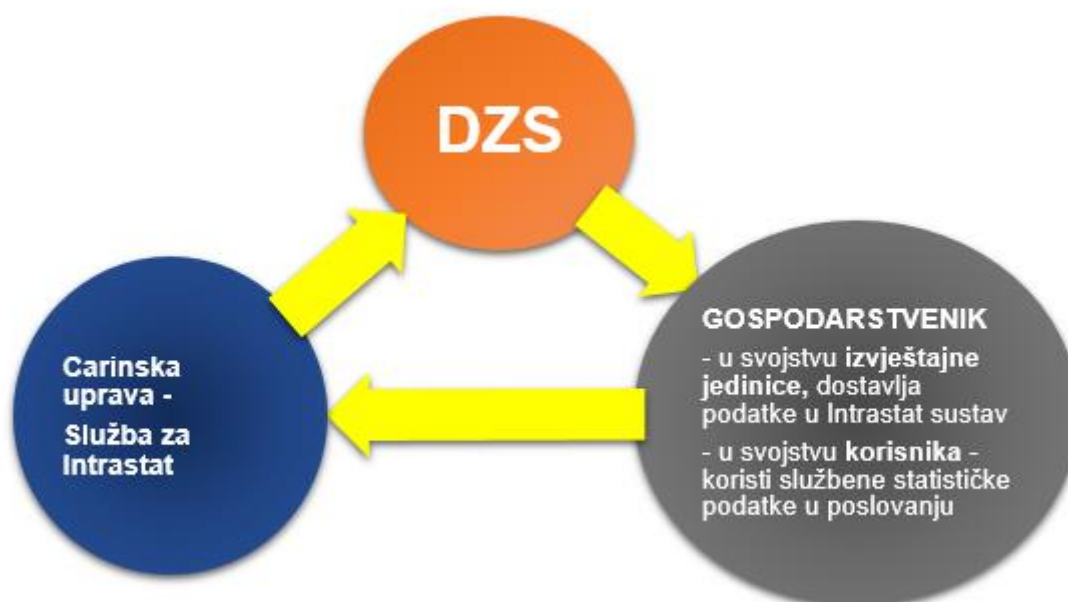 DZS
Carinska
uprava -
Služba za
Intrastat
GOSPODARSTVENIK
- u svojstvu izvještajne
jedinice, dostavlja
podatke u Intrastat sustav
- u svojstvu korisnika -
koristi službene statističke
podatke u poslovanju